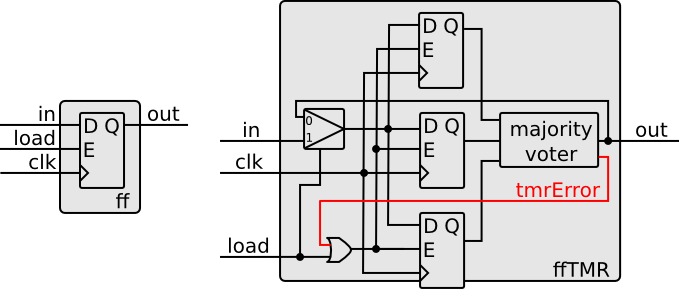 in
out
load
clk
D Q
E
ff
D Q
E
0
1
in
clk
D Q
E
majority
voter
out
tmrError
load
D Q
E
ffTMR